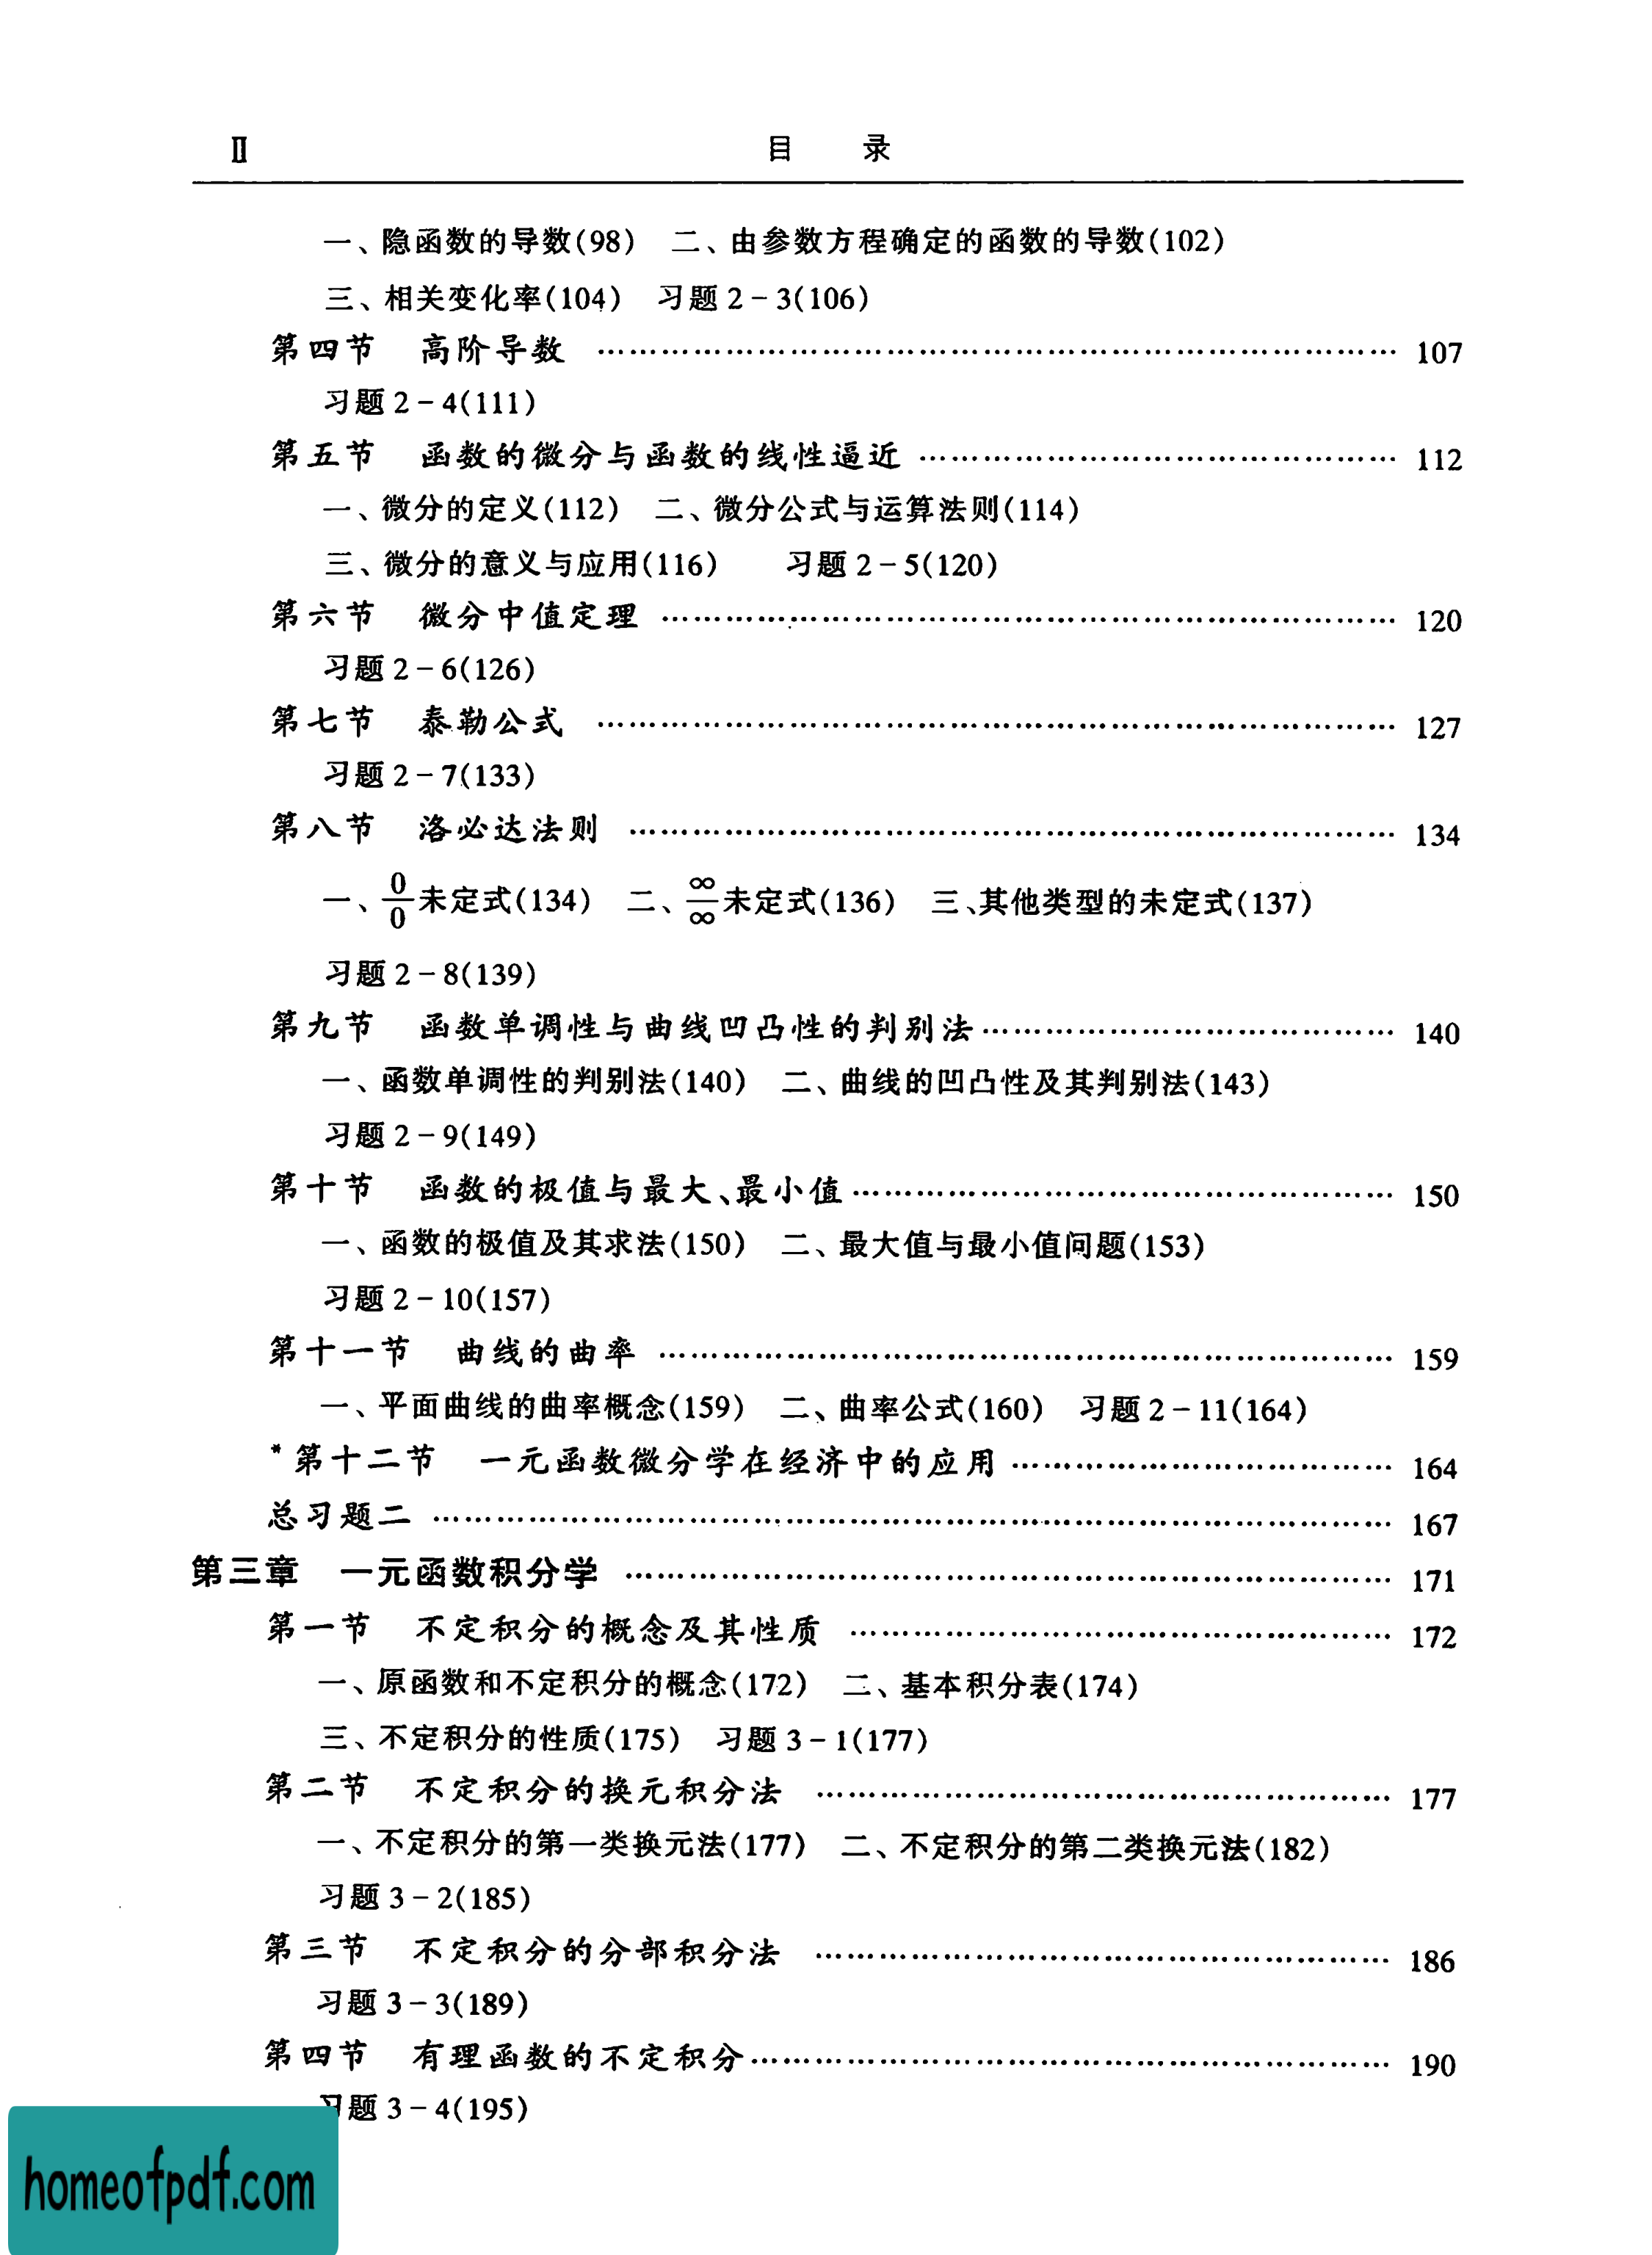 Ⅱ 目 录
一、隐函数的导数(98) 二、由参数方程确定的函数的导数(102)
三、相关变化率(104) 习题2-3(106)
第四节 高阶导数 …… 107
习题2-4(111)
第五节 函数的微分与函数的线性逼近 …… 112
一、微分的定义(112) 二、微分公式与运算法则(114)
三、微分的意义与应用(116) 习题2-5(120)
第六节 微分中值定理 …… 120
习题2-6(126)
第七节 泰勒公式 …… 127
习题2-7(133)
第八节 洛必达法则 …… 134
一、0/0未定式(134) 二、∞/∞未定式(136) 三、其他类型的未定式(137)
习题2-8(139)
第九节 函数单调性与曲线凹凸性的判别法 …… 140
一、函数单调性的判别法(140) 二、曲线的凹凸性及其判别法(143)
习题2-9(149)
第十节 函数的极值与最大、最小值 …… 150
一、函数的极值及其求法(150) 二、最大值与最小值问题(153)
习题2-10(157)
第十一节 曲线的曲率 …… 159
一、平面曲线的曲率概念(159) 二、曲率公式(160) 习题2-11(164)
*第十二节 一元函数微分学在经济中的应用 …… 164
总习题二 …… 167
第三章 一元函数积分学 …… 171
第一节 不定积分的概念及其性质 …… 172
一、原函数和不定积分的概念(172) 二、基本积分表(174)
三、不定积分的性质(175) 习题3-1(177)
第二节 不定积分的换元积分法 …… 177
一、不定积分的第一类换元法(177) 二、不定积分的第二类换元法(182)
习题3-2(185)
第三节 不定积分的分部积分法 …… 186
习题3-3(189)
第四节 有理函数的不定积分 …… 190
习题3-4(195)
homeofpdf.com